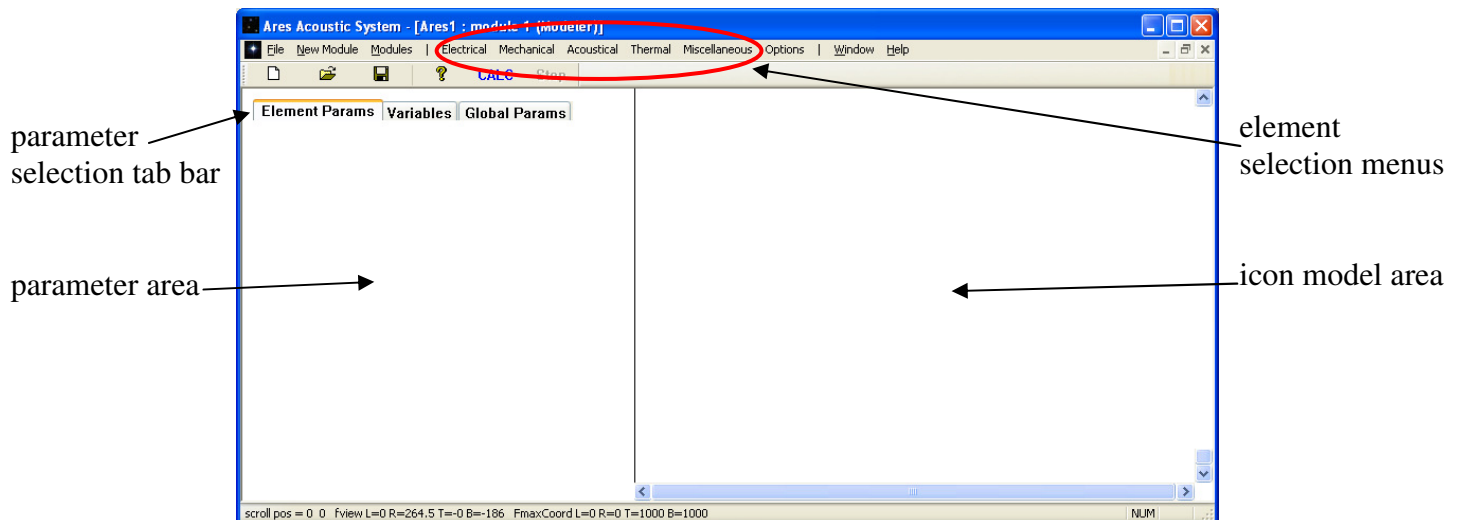 Ares Acoustic System - [Ares1 : module 1 (Modeler)]
File New Module Modules | Electrical Mechanical Acoustical Thermal Miscellaneous Options | Window Help
? CALC Stop
Element Params Variables Global Params
parameter
selection tab bar
element
selection menus
parameter area
icon model area
scroll pos = 0 0 fview L=0 R=264.5 T=-0 B=-186 FmaxCoord L=0 R=0 T=1000 B=1000 NUM